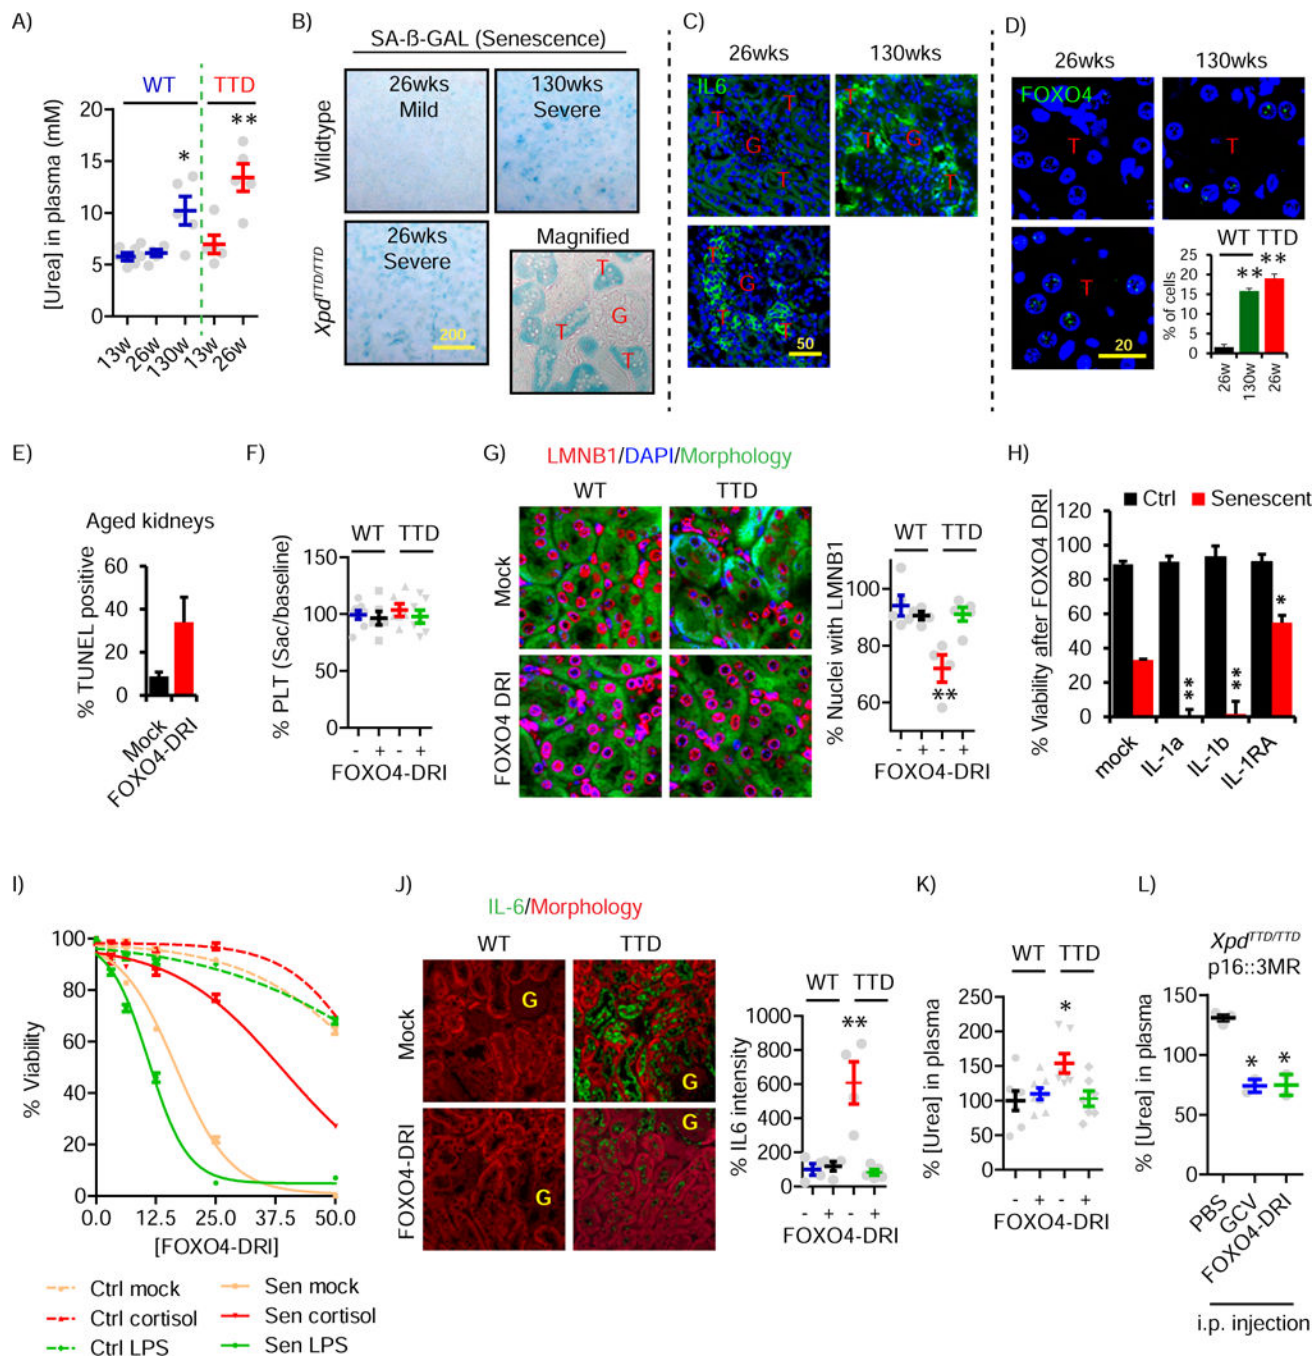 A)
WT
TTD
[Urea] in plasma (mM)
20
15
10
5
0
*
**
13w
26w
130w
13w
26w
B)
SA-ß-GAL (Senescence)
Wildtype
26wks
Mild
130wks
Severe
Xpd^TTD/TTD
26wks
Severe
200
Magnified
T
G
T
T
C)
26wks
130wks
IL6
T
T
G
T
T
T
G
T
T
G
T
T
50
D)
26wks
130wks
FOXO4
T
T
T
20
WT
TTD
**
**
% of cells
25
20
15
10
5
0
26w
130w
26w
E)
Aged kidneys
% TUNEL positive
60
40
20
0
Mock
FOXO4-DRI
F)
WT
TTD
% PLT (Sac/baseline)
150
100
100
50
0
- + - +
FOXO4-DRI
G)
LMNB1/DAPI/Morphology
WT
TTD
Mock
FOXO4 DRI
WT
TTD
% Nuclei with LMNB1
100
80
60
**
- + - +
FOXO4-DRI
H)
Ctrl
Senescent
% Viability after FOXO4 DRI
120
100
80
60
40
20
0
**
**
*
mock
IL-1a
IL-1b
IL-1RA
I)
% Viability
100
80
60
40
20
0
0.0
12.5
25.0
37.5
50.0
[FOXO4-DRI]
Ctrl mock
Sen mock
Ctrl cortisol
Sen cortisol
Ctrl LPS
Sen LPS
J)
IL-6/Morphology
WT
TTD
Mock
FOXO4-DRI
G
G
G
G
WT
TTD
**
% IL6 intensity
1000
800
600
400
200
0
- + - +
FOXO4-DRI
K)
WT
TTD
*
% [Urea] in plasma
250
200
150
100
50
0
- + - +
FOXO4-DRI
L)
Xpd^TTD/TTD
p16::3MR
% [Urea] in plasma
150
100
75
50
0
*
*
PBS
GCV
FOXO4-DRI
i.p. injection